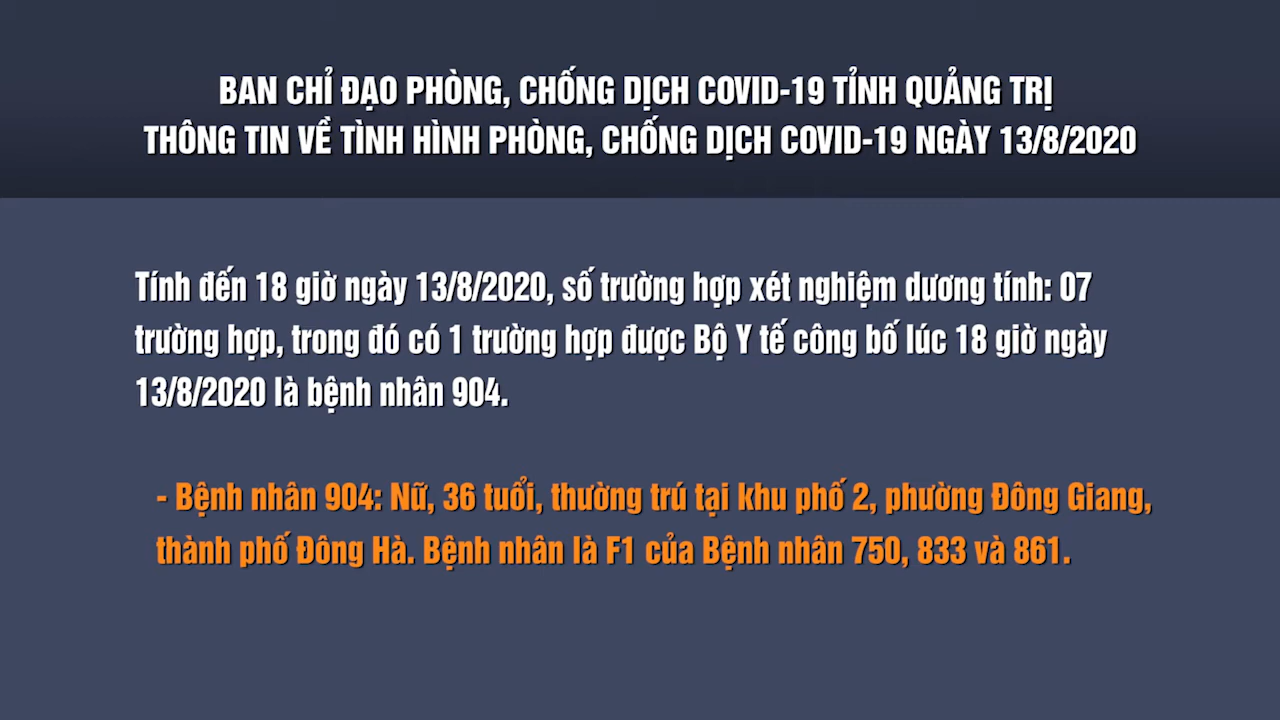 BAN CHỈ ĐẠO PHÒNG, CHỐNG DỊCH COVID-19 TỈNH QUẢNG TRỊ
THÔNG TIN VỀ TÌNH HÌNH PHÒNG, CHỐNG DỊCH COVID-19 NGÀY 13/8/2020
Tính đến 18 giờ ngày 13/8/2020, số trường hợp xét nghiệm dương tính: 07
trường hợp, trong đó có 1 trường hợp được Bộ Y tế công bố lúc 18 giờ ngày
13/8/2020 là bệnh nhân 904.
- Bệnh nhân 904: Nữ, 36 tuổi, thường trú tại khu phố 2, phường Đông Giang,
thành phố Đông Hà. Bệnh nhân là F1 của Bệnh nhân 750, 833 và 861.